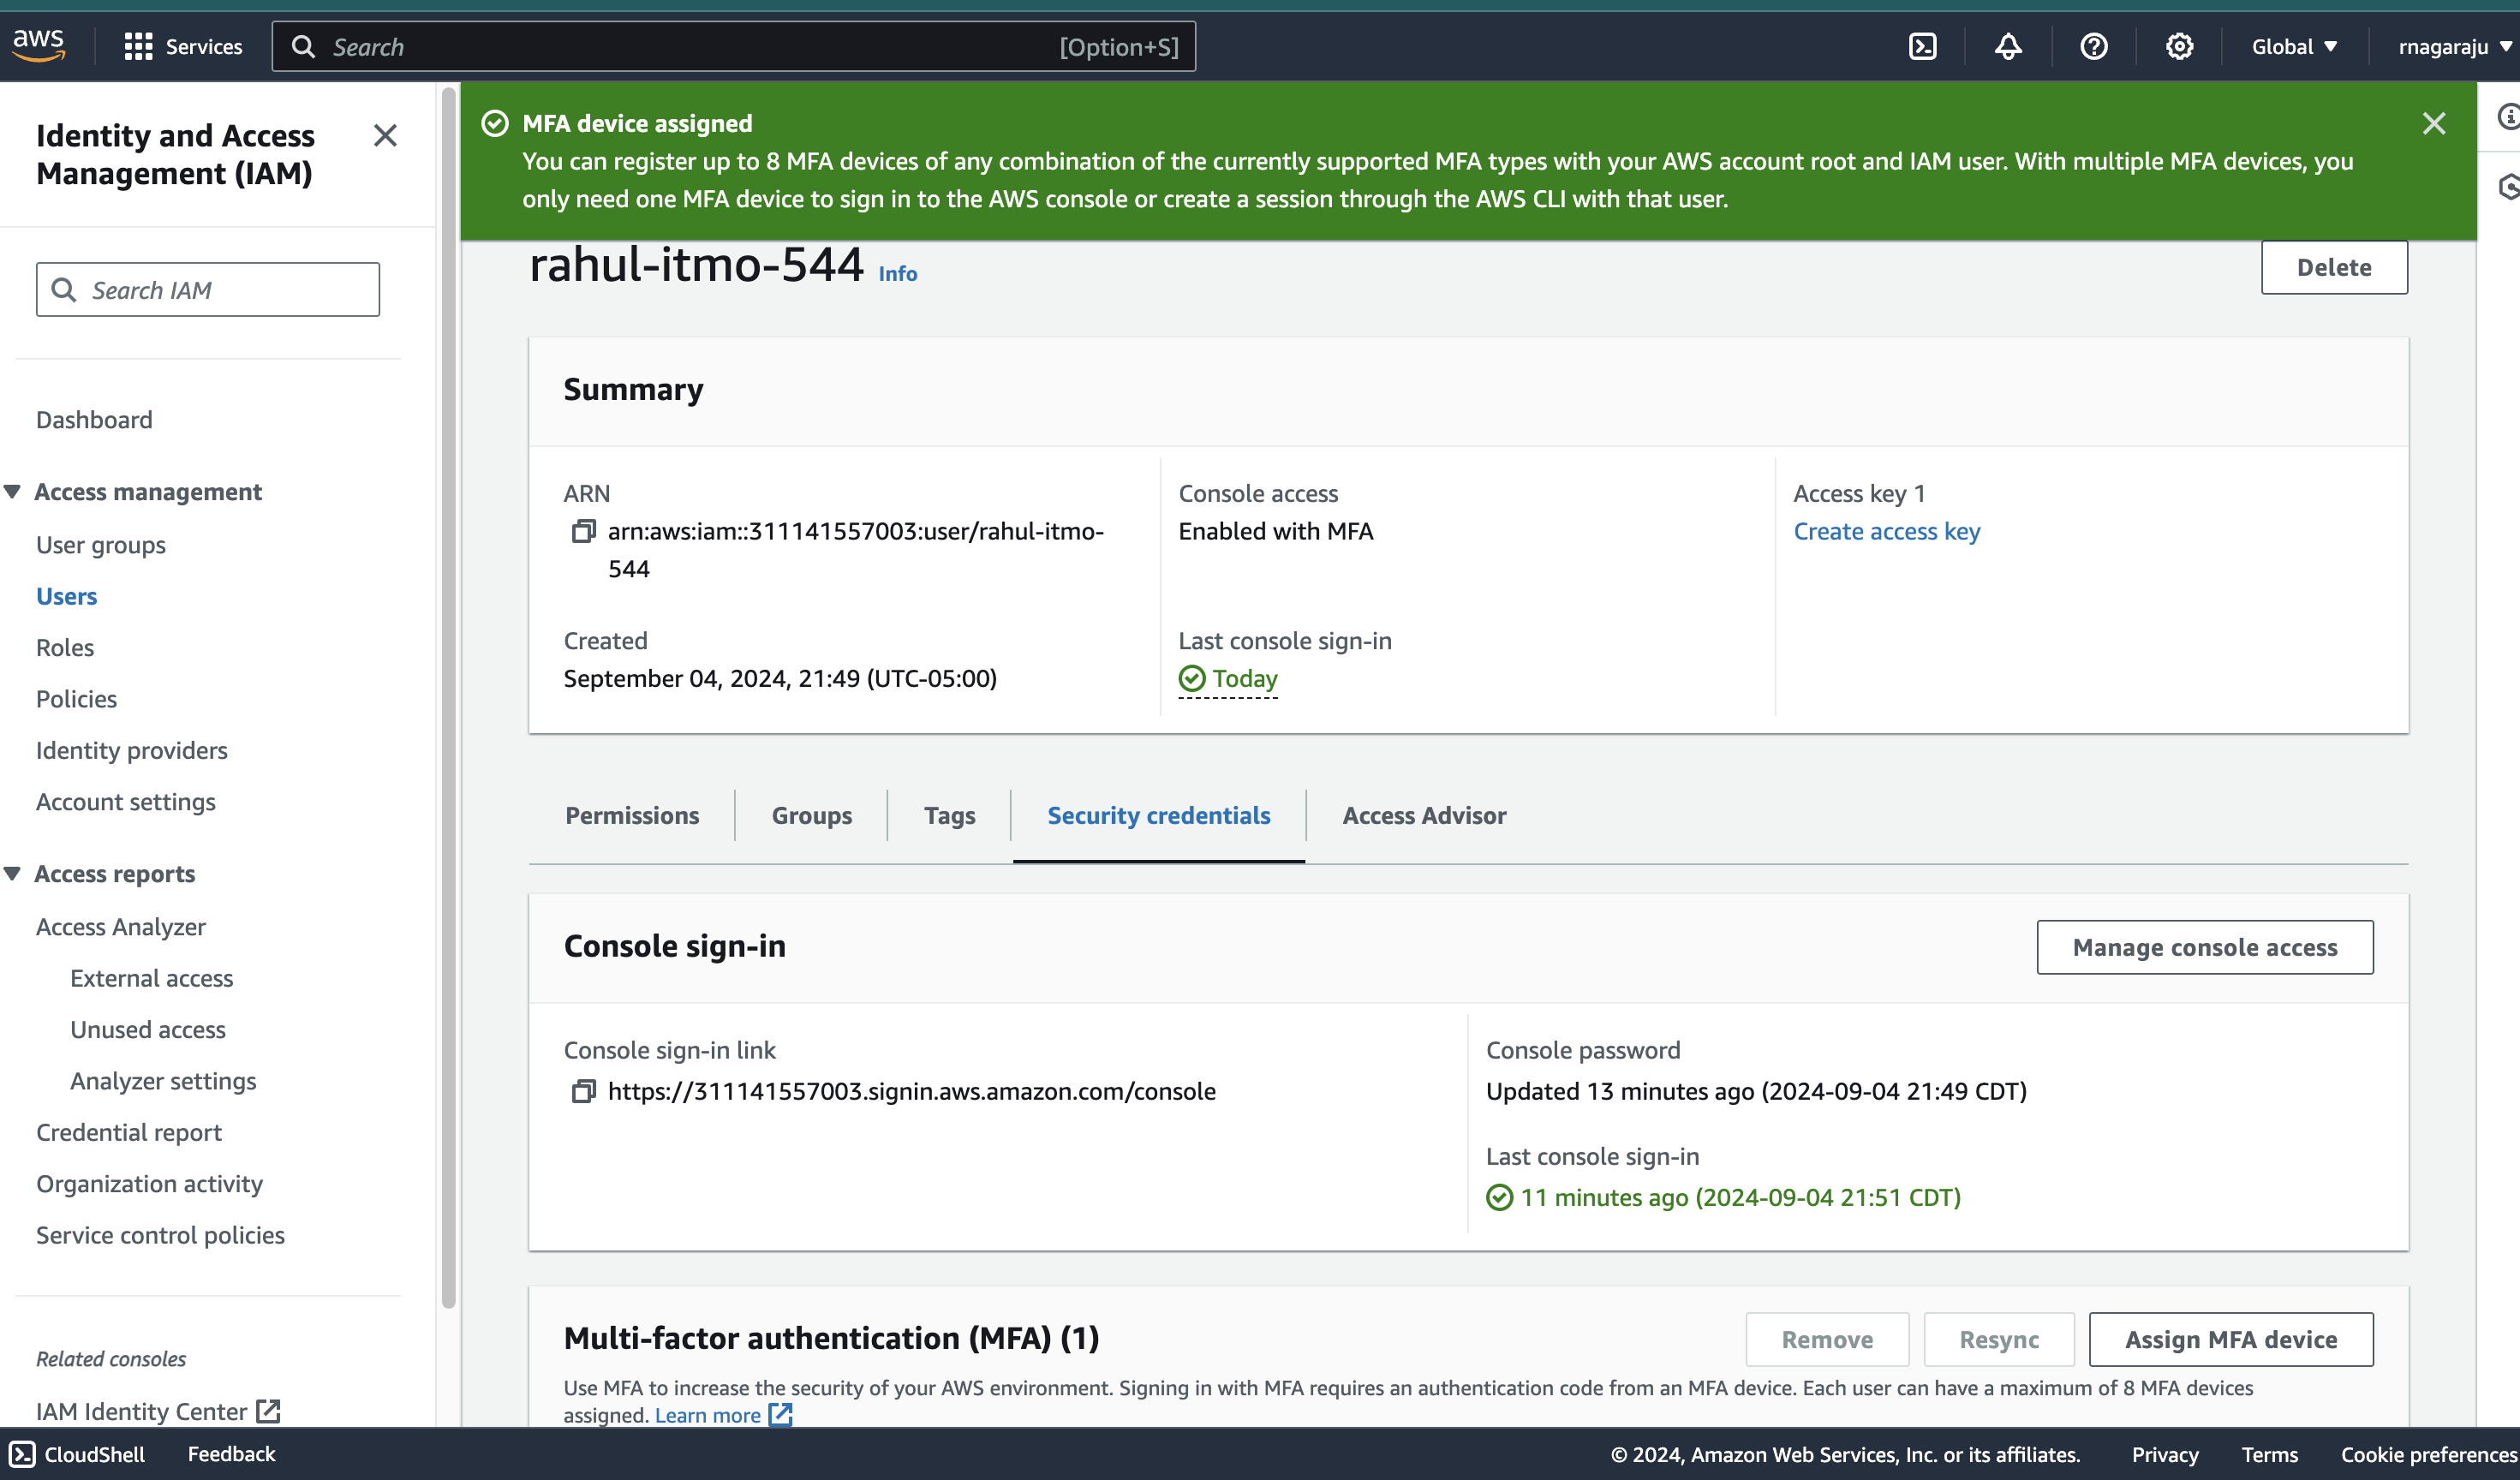 aws
Services
Search
[Option+S]
Global
rnagaraju
Identity and Access
Management (IAM)
Search IAM
Dashboard
Access management
User groups
Users
Roles
Policies
Identity providers
Account settings
Access reports
Access Analyzer
External access
Unused access
Analyzer settings
Credential report
Organization activity
Service control policies
Related consoles
IAM Identity Center
MFA device assigned
You can register up to 8 MFA devices of any combination of the currently supported MFA types with your AWS account root and IAM user. With multiple MFA devices, you
only need one MFA device to sign in to the AWS console or create a session through the AWS CLI with that user.
rahul-itmo-544 Info
Delete
Summary
ARN
arn:aws:iam::311141557003:user/rahul-itmo-
544
Console access
Enabled with MFA
Access key 1
Create access key
Created
September 04, 2024, 21:49 (UTC-05:00)
Last console sign-in
Today
Permissions
Groups
Tags
Security credentials
Access Advisor
Console sign-in
Manage console access
Console sign-in link
https://311141557003.signin.aws.amazon.com/console
Console password
Updated 13 minutes ago (2024-09-04 21:49 CDT)
Last console sign-in
11 minutes ago (2024-09-04 21:51 CDT)
Multi-factor authentication (MFA) (1)
Remove
Resync
Assign MFA device
Use MFA to increase the security of your AWS environment. Signing in with MFA requires an authentication code from an MFA device. Each user can have a maximum of 8 MFA devices
assigned. Learn more
CloudShell
Feedback
© 2024, Amazon Web Services, Inc. or its affiliates.
Privacy
Terms
Cookie preferences